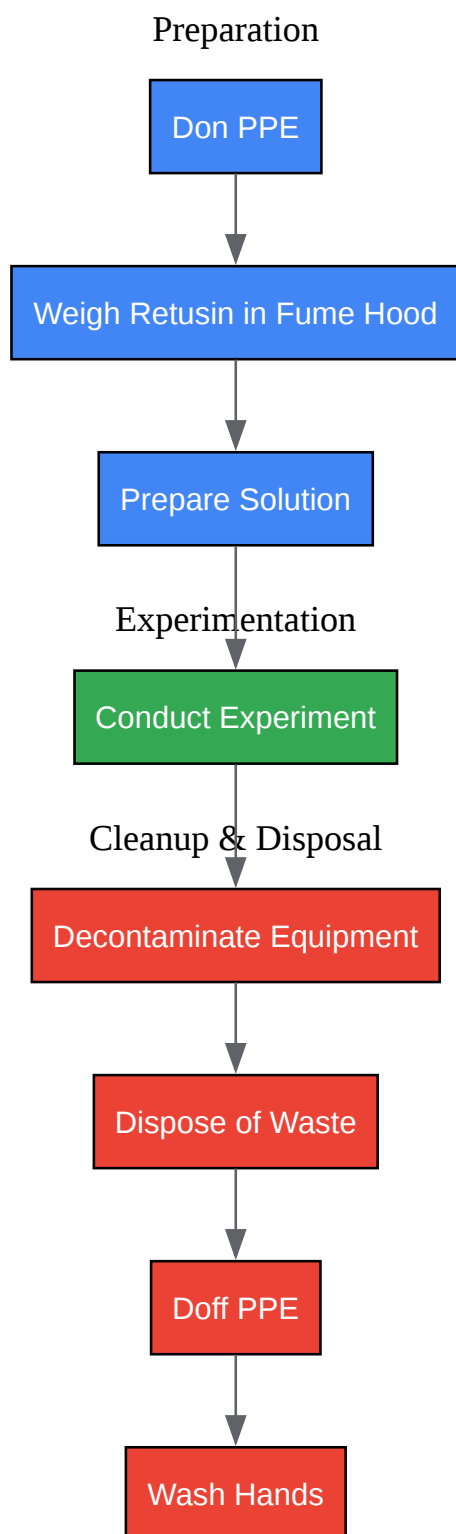 Preparation
Don PPE
Weigh Retusin in Fume Hood
Prepare Solution
Experimentation
Conduct Experiment
Cleanup & Disposal
Decontaminate Equipment
Dispose of Waste
Doff PPE
Wash Hands